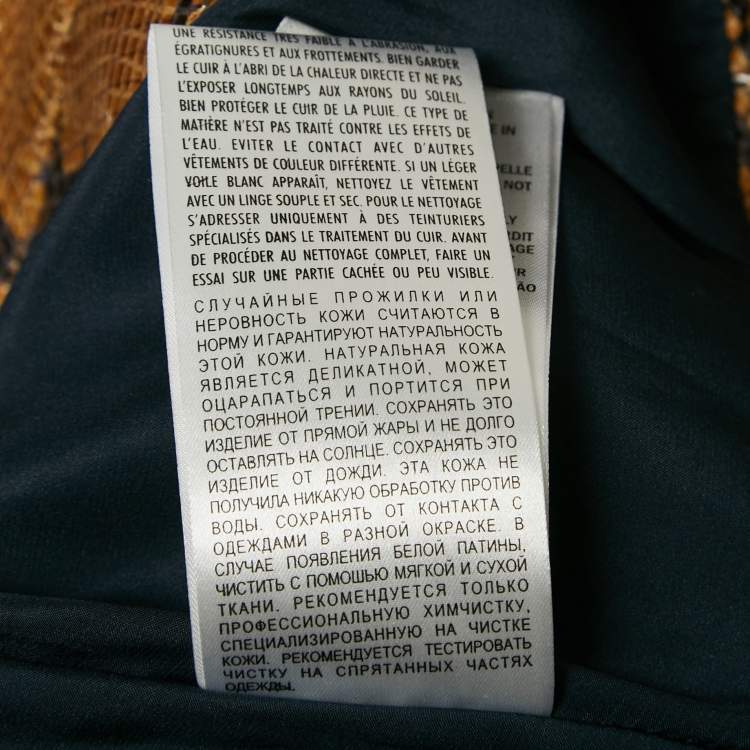 UNE RÉSISTANCE TRÈS FAIBLE À L'ABRASION, AUX
ÉGRATIGNURES ET AUX FROTTEMENTS. BIEN GARDER
LE CUIR À L'ABRI DE LA CHALEUR DIRECTE ET NE PAS
L'EXPOSER LONGTEMPS AUX RAYONS DU SOLEIL.
BIEN PROTÉGER LE CUIR DE LA PLUIE. CE TYPE DE
MATIÈRE N'EST PAS TRAITÉ CONTRE LES EFFETS DE
L'EAU. EVITER LE CONTACT AVEC D'AUTRES
VÊTEMENTS DE COULEUR DIFFÉRENTE. SI UN LÉGER
VOILE BLANC APPARAÎT, NETTOYEZ LE VÊTEMENT
AVEC UN LINGE SOUPLE ET SEC. POUR LE NETTOYAGE
S'ADRESSER UNIQUEMENT À DES TEINTURIERS
SPÉCIALISÉS DANS LE TRAITEMENT DU CUIR. AVANT
DE PROCÉDER AU NETTOYAGE COMPLET, FAIRE UN
ESSAI SUR UNE PARTIE CACHÉE OU PEU VISIBLE.
СЛУЧАЙНЫЕ ПРОЖИЛКИ ИЛИ
НЕРОВНОСТЬ КОЖИ СЧИТАЮТСЯ В
НОРМУ И ГАРАНТИРУЮТ НАТУРАЛЬНОСТЬ
ЭТОЙ КОЖИ. НАТУРАЛЬНАЯ КОЖА
ЯВЛЯЕТСЯ ДЕЛИКАТНОЙ, МОЖЕТ
ОЦАРАПАТЬСЯ И ПОРТИТСЯ ПРИ
ПОСТОЯННОЙ ТРЕНИИ. СОХРАНЯТЬ ЭТО
ИЗДЕЛИЕ ОТ ПРЯМОЙ ЖАРЫ И НЕ ДОЛГО
ОСТАВЛЯТЬ НА СОЛНЦЕ. СОХРАНЯТЬ ЭТО
ИЗДЕЛИЕ ОТ ДОЖДИ. ЭТА КОЖА НЕ
ПОЛУЧИЛА НИКАКУЮ ОБРАБОТКУ ПРОТИВ
ВОДЫ. СОХРАНЯТЬ ОТ КОНТАКТА С
ОДЕЖДАМИ В РАЗНОЙ ОКРАСКЕ. В
СЛУЧАЕ ПОЯВЛЕНИЯ БЕЛОЙ ПАТИНЫ,
ЧИСТИТЬ С ПОМОШЬЮ МЯГКОЙ И СУХОЙ
ТКАНИ. РЕКОМЕНДУЕТСЯ ТОЛЬКО
ПРОФЕССИОНАЛЬНУЮ ХИМЧИСТКУ,
СПЕЦИАЛИЗИРОВАННУЮ НА ЧИСТКЕ
КОЖИ. РЕКОМЕНДУЕТСЯ ТЕСТИРОВАТЬ
ЧИСТКУ НА СПРЯТАННЫХ ЧАСТЯХ
ОДЕЖДЫ.
IN
NOT